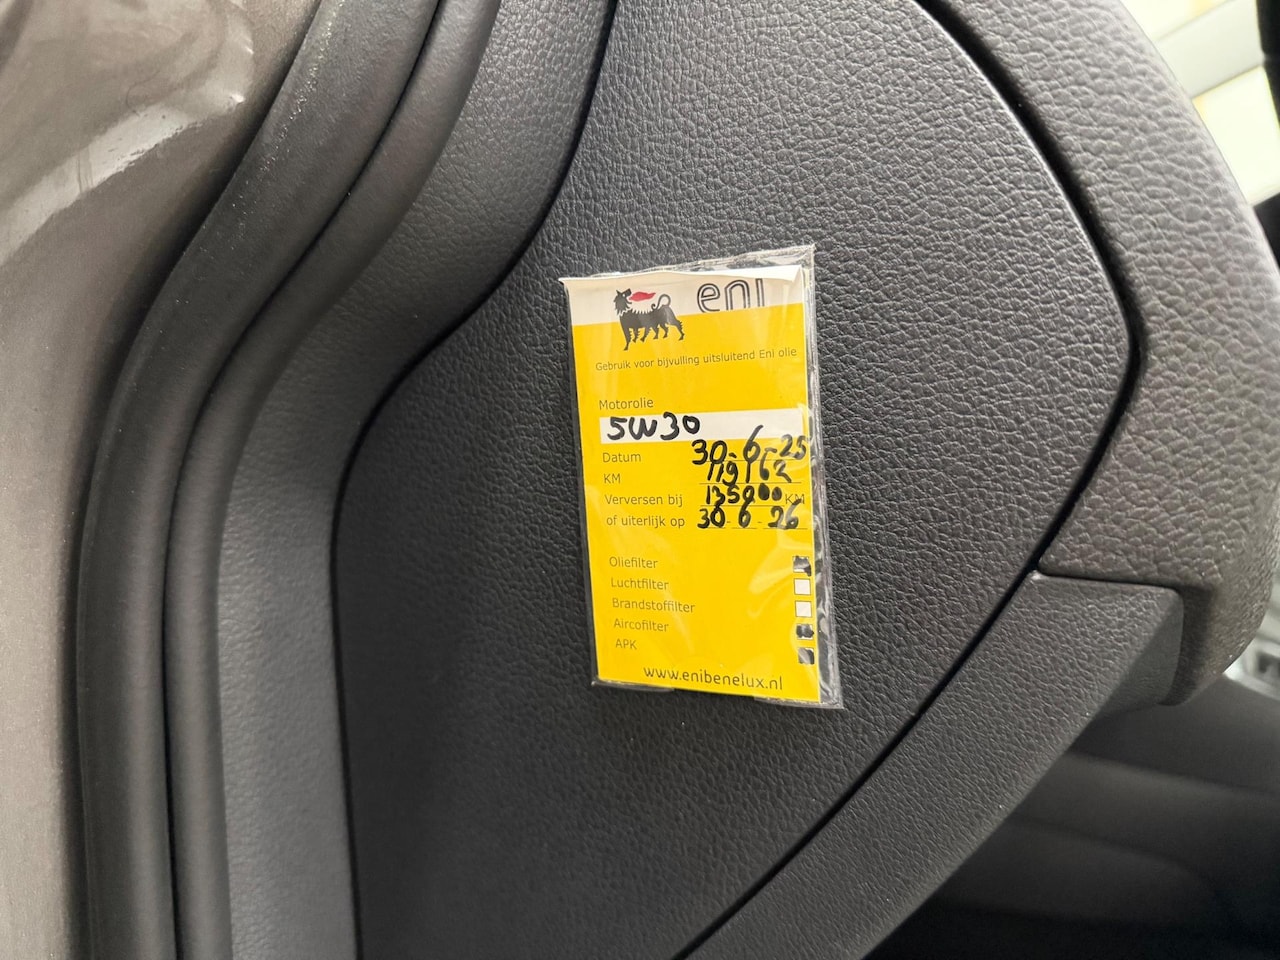 eni
Gebruik voor bijvulling uitsluitend Eni olie
Motorolie
5W30
Datum 30-6-25
KM 119162
Verversen bij 135000 KM
of uiterlijk op 30-6-26
Oliefilter
Luchtfilter
Brandstoffilter
Aircofilter
APK
www.enibenelux.nl